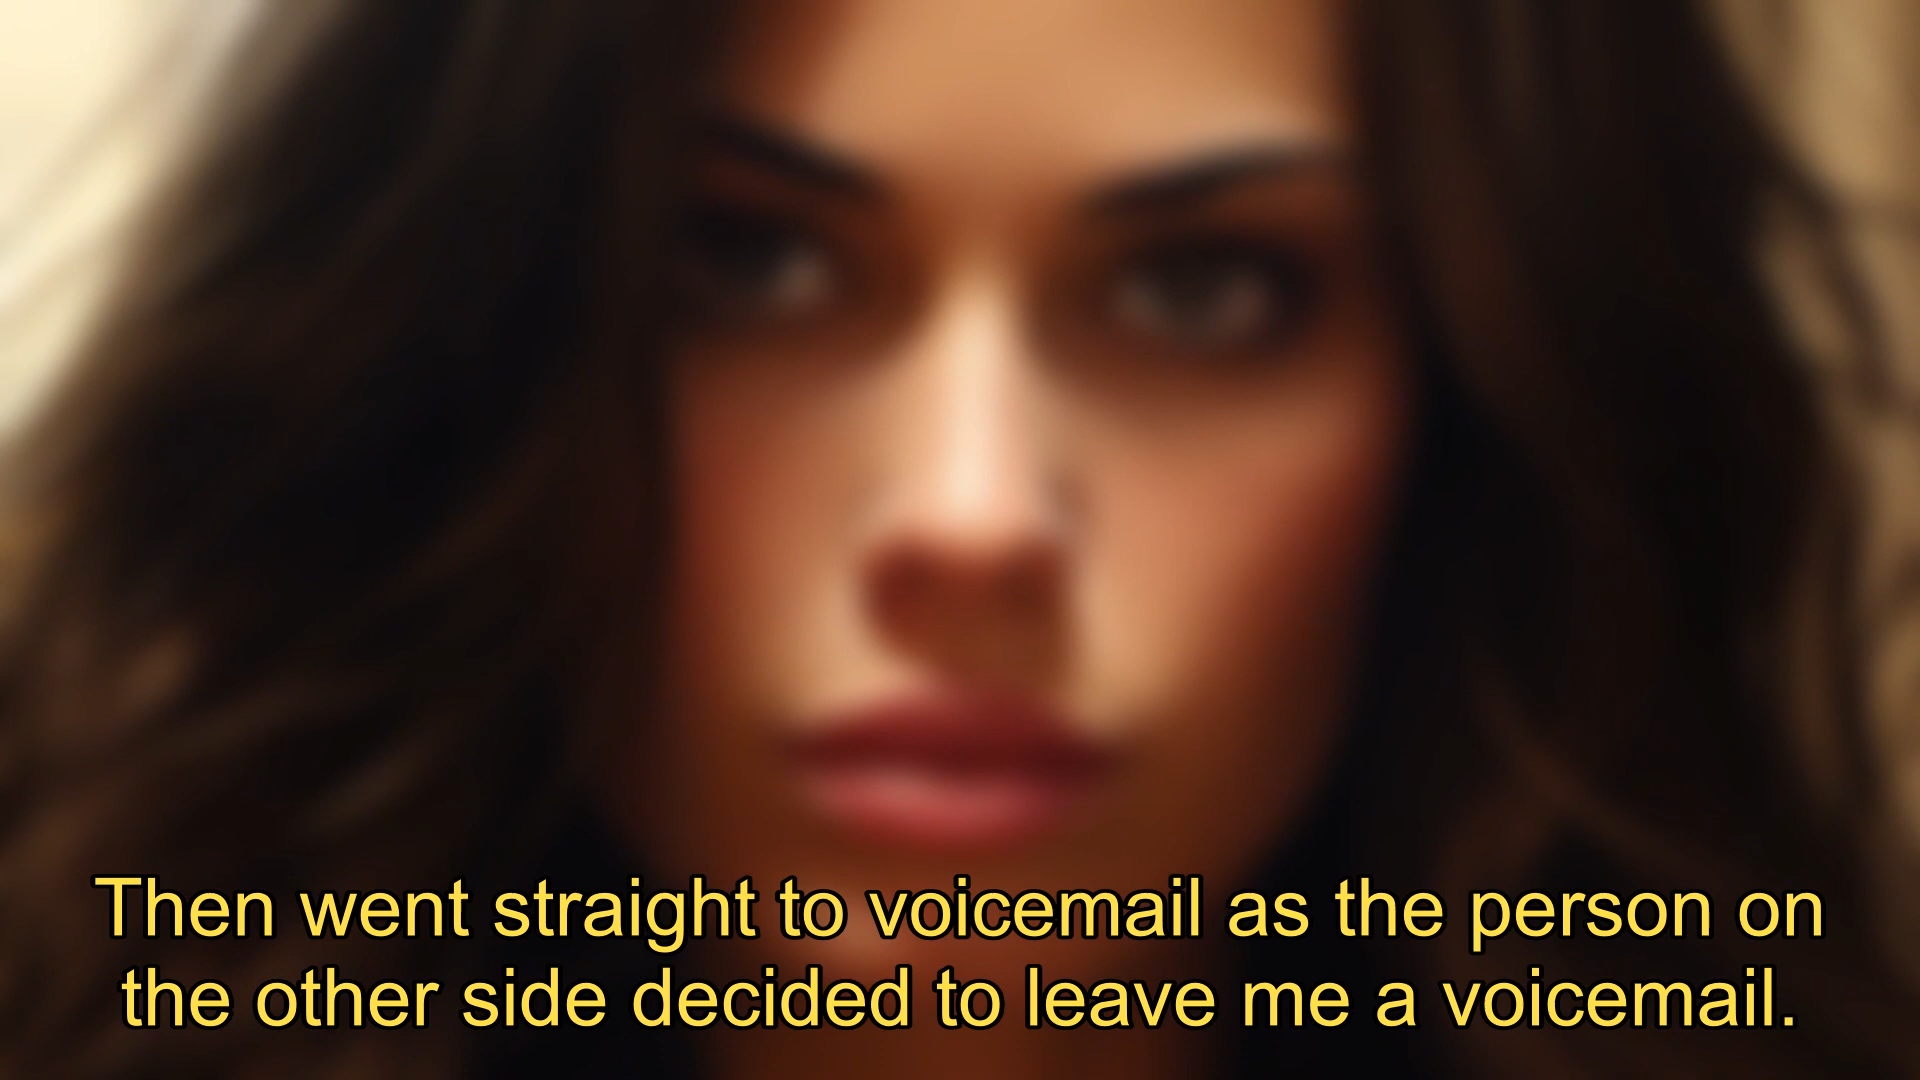 Then went straight to voicemail as the person on
the other side decided to leave me a voicemail.